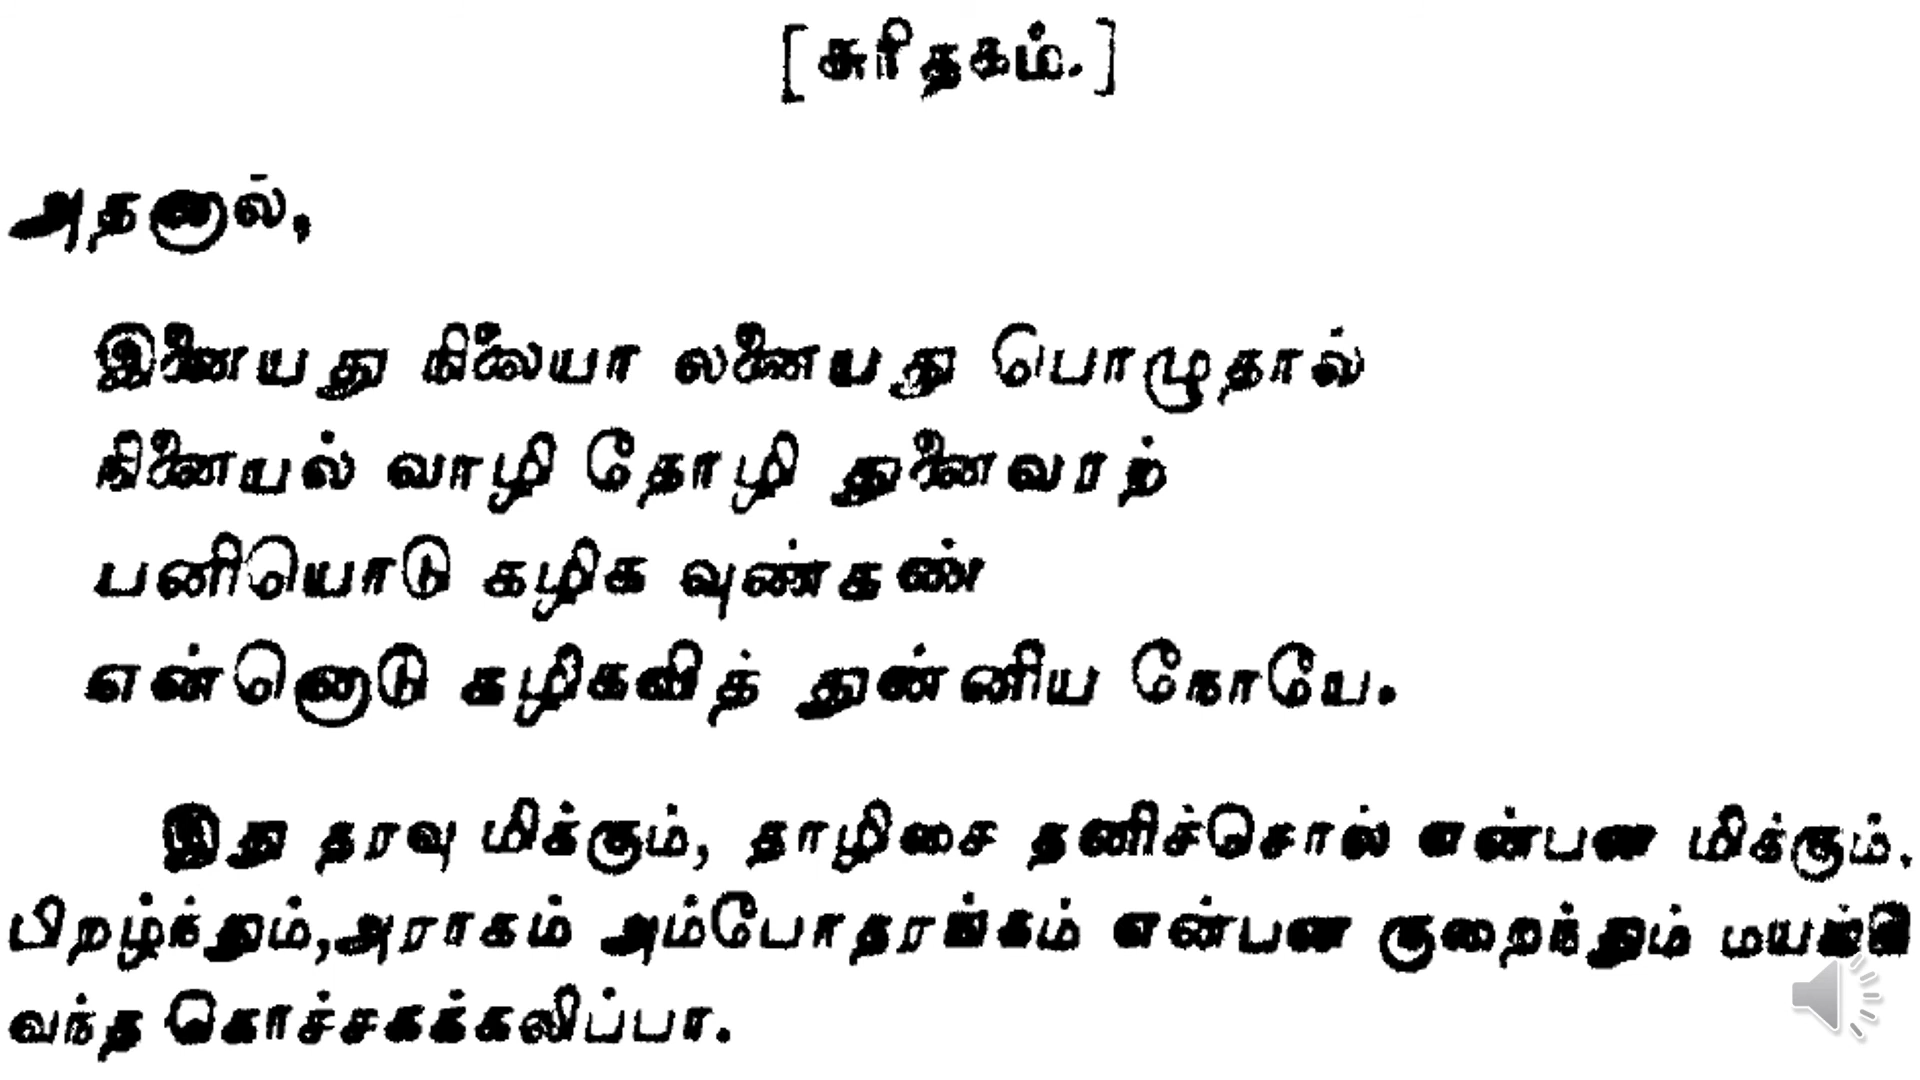 [சுரிதகம்.]
அதனால்,
இனையது நிலையா லனையது பொழுதால்
நினையல் வாழி தோழி துனைவரற்
பனியொடு கழிக வுண்கண்
என்னொடு கழிகவித் துன்னிய நோயே.
இது தரவு மிக்கும், தாழிசை தனிச்சொல் என்பன மிக்கும்.
பிறழ்ந்தும்,அராகம் அம்போதரங்கம் என்பன குறைந்தும் மயங்கி
வந்த கொச்சகக்கலிப்பா.